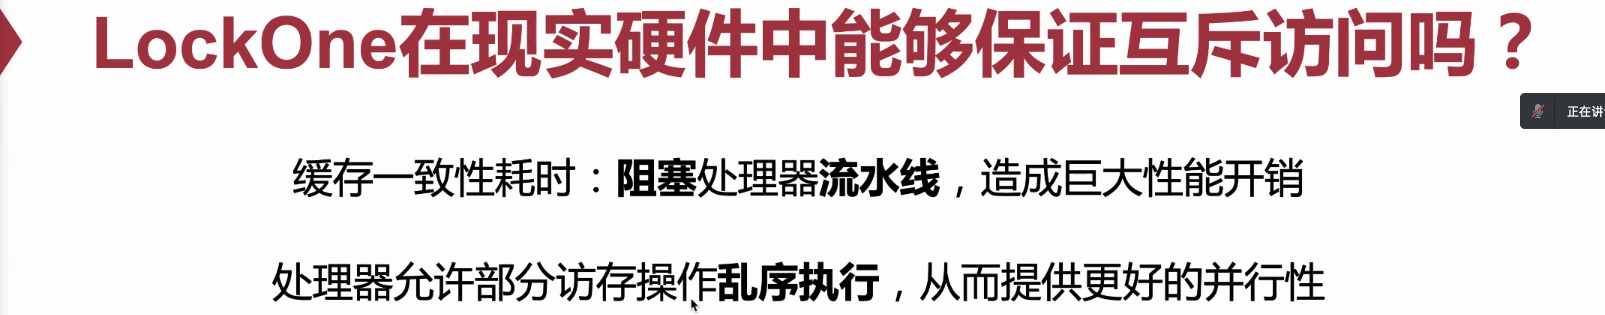 LockOne在现实硬件中能够保证互斥访问吗？
正在讲
缓存一致性耗时：阻塞处理器流水线，造成巨大性能开销
处理器允许部分访存操作乱序执行，从而提供更好的并行性